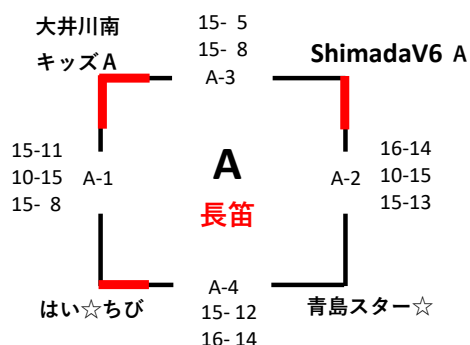 大井川南
キッズA
15- 5
15- 8
A-3
ShimadaV6 A
15-11
10-15
15- 8
A-1
A
長笛
A-2
16-14
10-15
15-13
はい☆ちび
A-4
15- 12
16- 14
青島スター☆